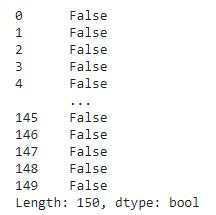 0      False
1      False
2      False
3      False
4      False
       ...
145    False
146    False
147    False
148    False
149    False
Length: 150, dtype: bool